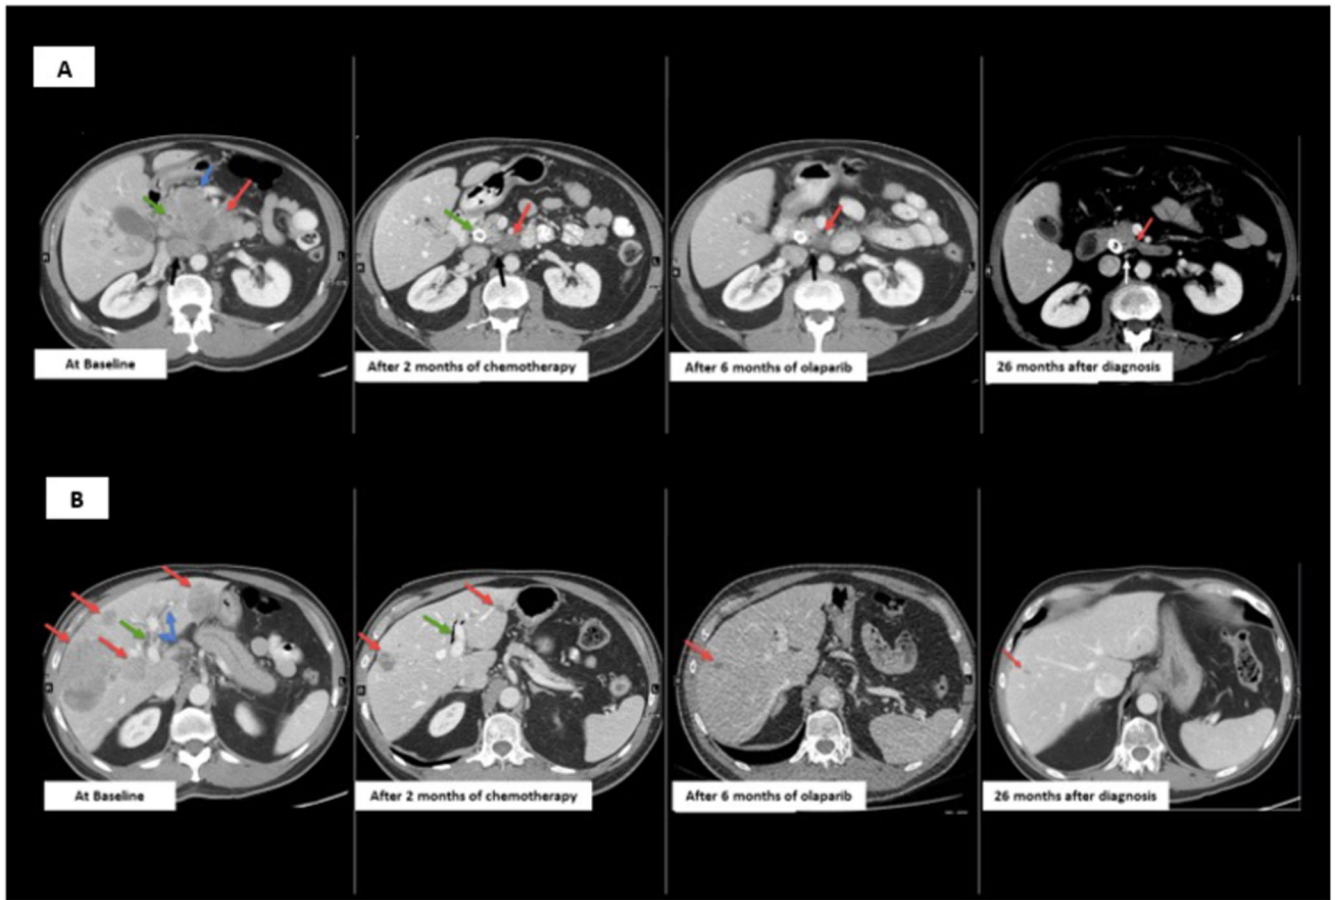 A
At Baseline
After 2 months of chemotherapy
After 6 months of olaparib
26 months after diagnosis
B
At Baseline
After 2 months of chemotherapy
After 6 months of olaparib
26 months after diagnosis